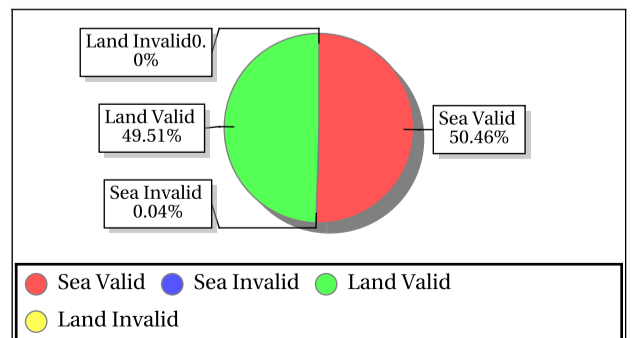 Land Invalid0.
0%
Land Valid
49.51%
Sea Valid
50.46%
Sea Invalid
0.04%
Sea Valid Sea Invalid Land Valid
Land Invalid